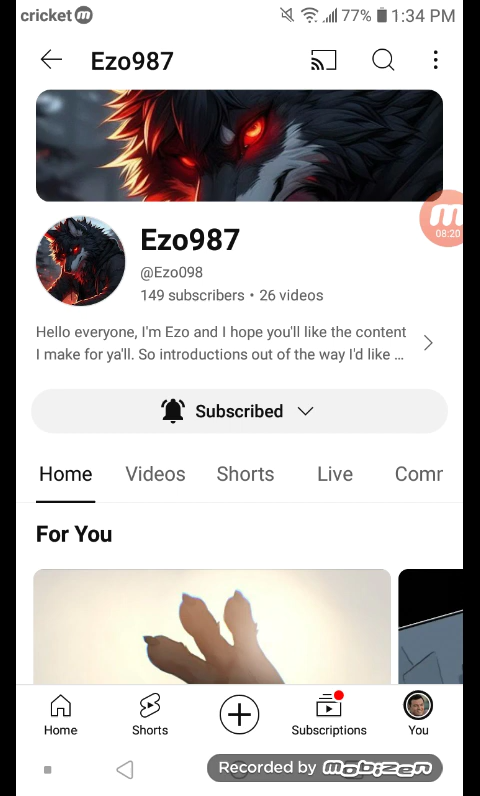 cricket m 77% 1:34 PM
Ezo987
m
08:20
Ezo987
@Ezo098
149 subscribers • 26 videos
Hello everyone, I'm Ezo and I hope you'll like the content
I make for ya'll. So introductions out of the way I'd like ...
Subscribed
Home Videos Shorts Live Comm
For You
Home Shorts Subscriptions You
Recorded by mobizen